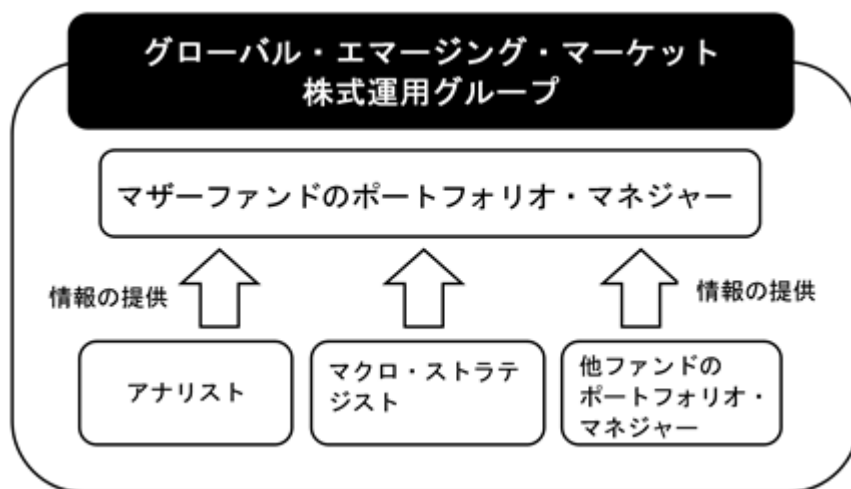 グローバル・エマージング・マーケット
株式運用グループ
マザーファンドのポートフォリオ・マネジャー
情報の提供
情報の提供
アナリスト
マクロ・ストラテ
ジスト
他ファンドの
ポートフォリオ・
マネジャー